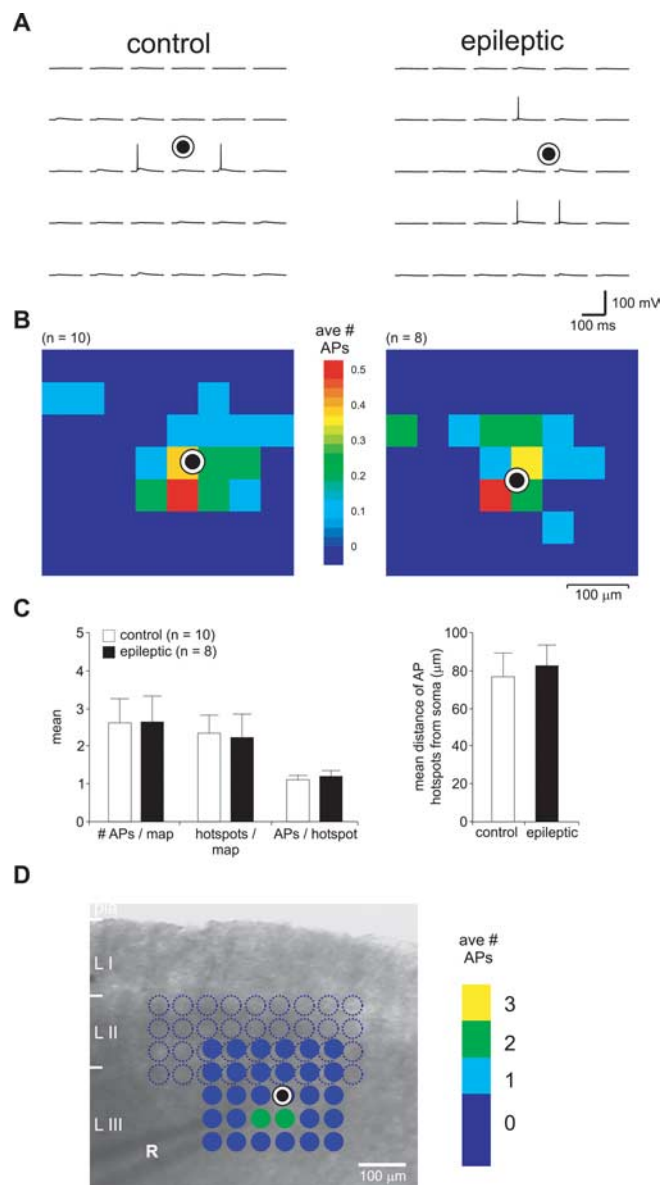 A
control
epileptic
100 mV
100 ms
B
(n = 10)
ave #
APs
(n = 8)
0.5
0.4
0.3
0.2
0.1
0
100 µm
C
control (n = 10)
epileptic (n = 8)
mean
5
4
3
2
1
0
# APs / map
hotspots /
map
APs / hotspot
mean distance of AP
hotspots from soma (µm)
100
80
60
40
20
0
control
epileptic
D
L I
L II
L III
R
100 µm
ave #
APs
3
2
1
0